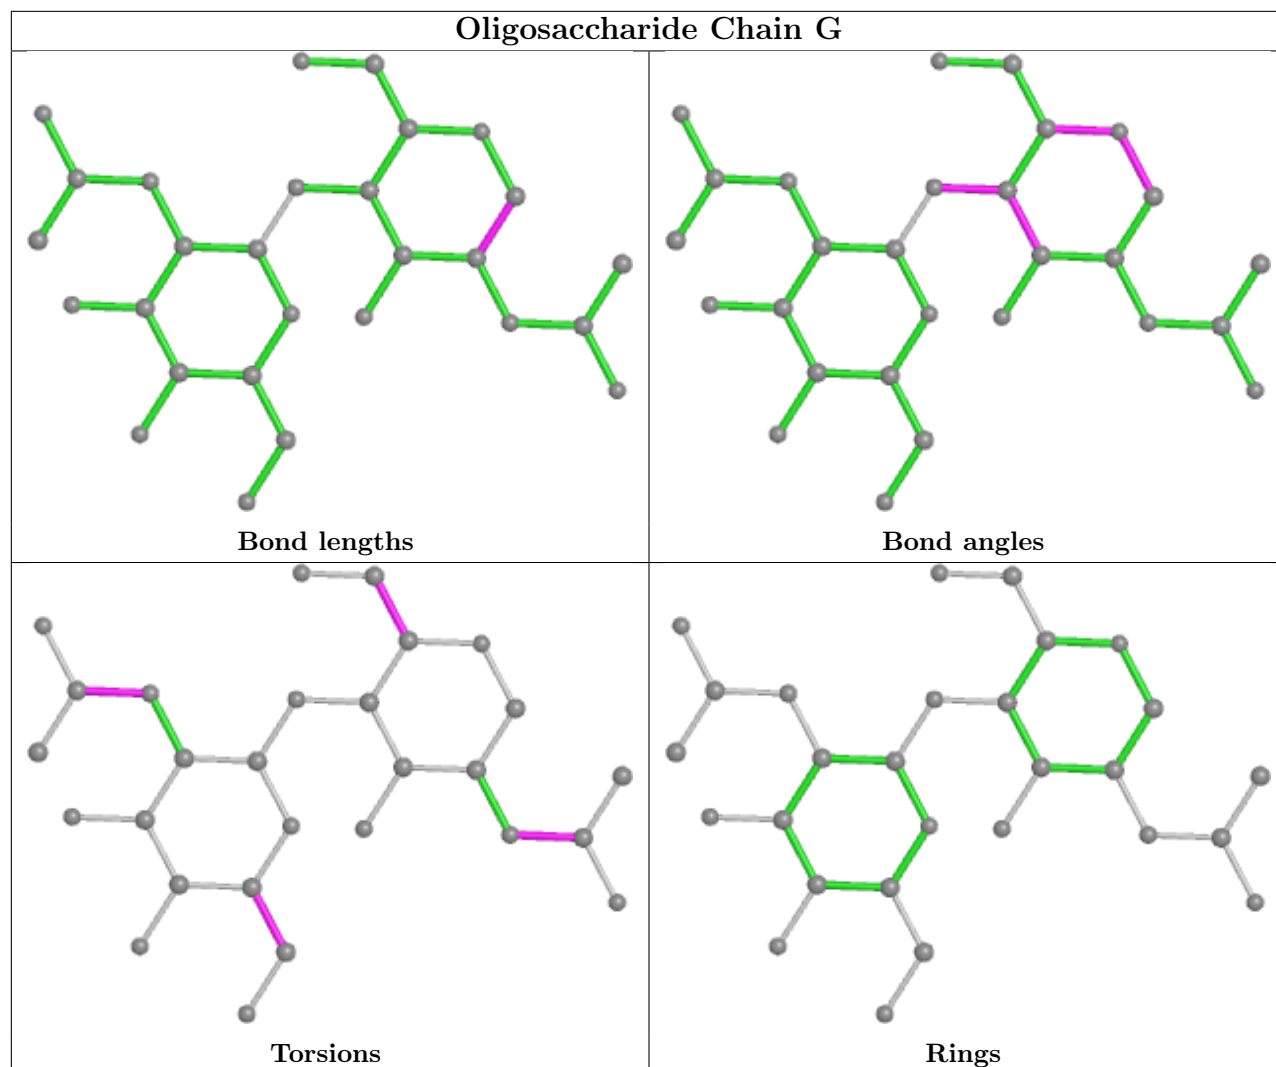 Oligosaccharide Chain G
Bond lengths
Bond angles
Torsions
Rings